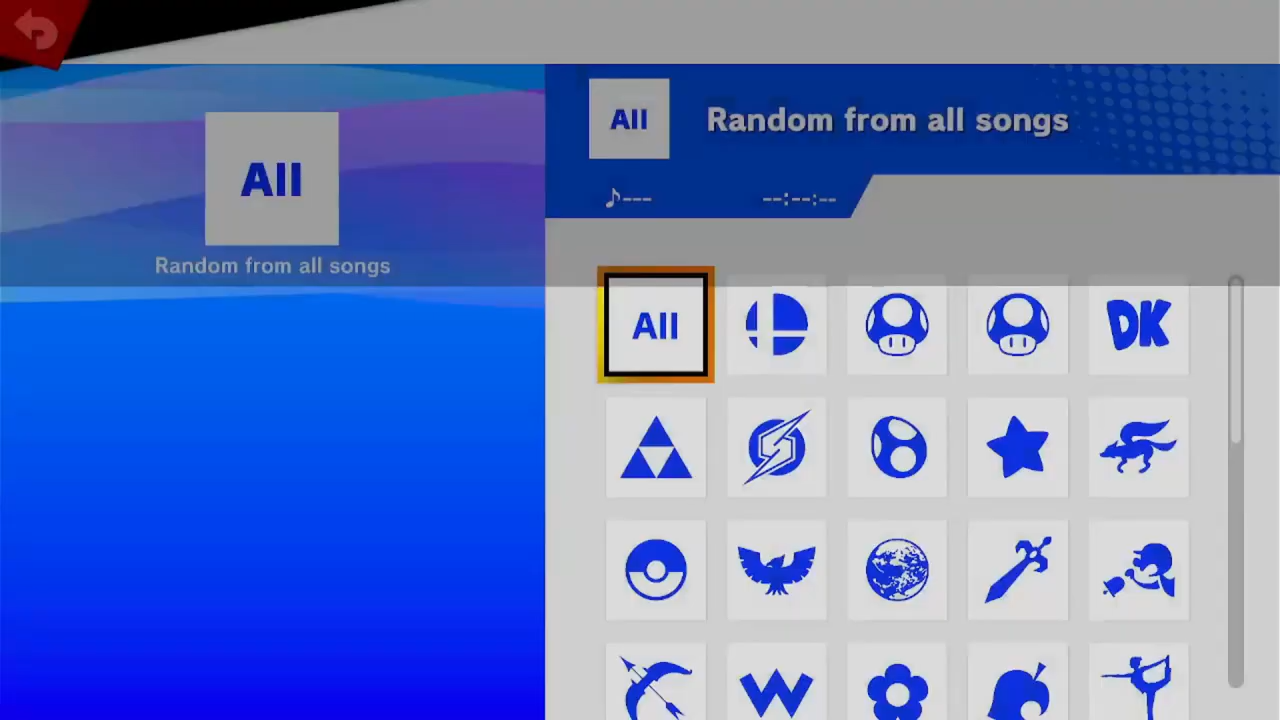 All
Random from all songs
All
Random from all songs
♪--- --:--:--
All
DK
W